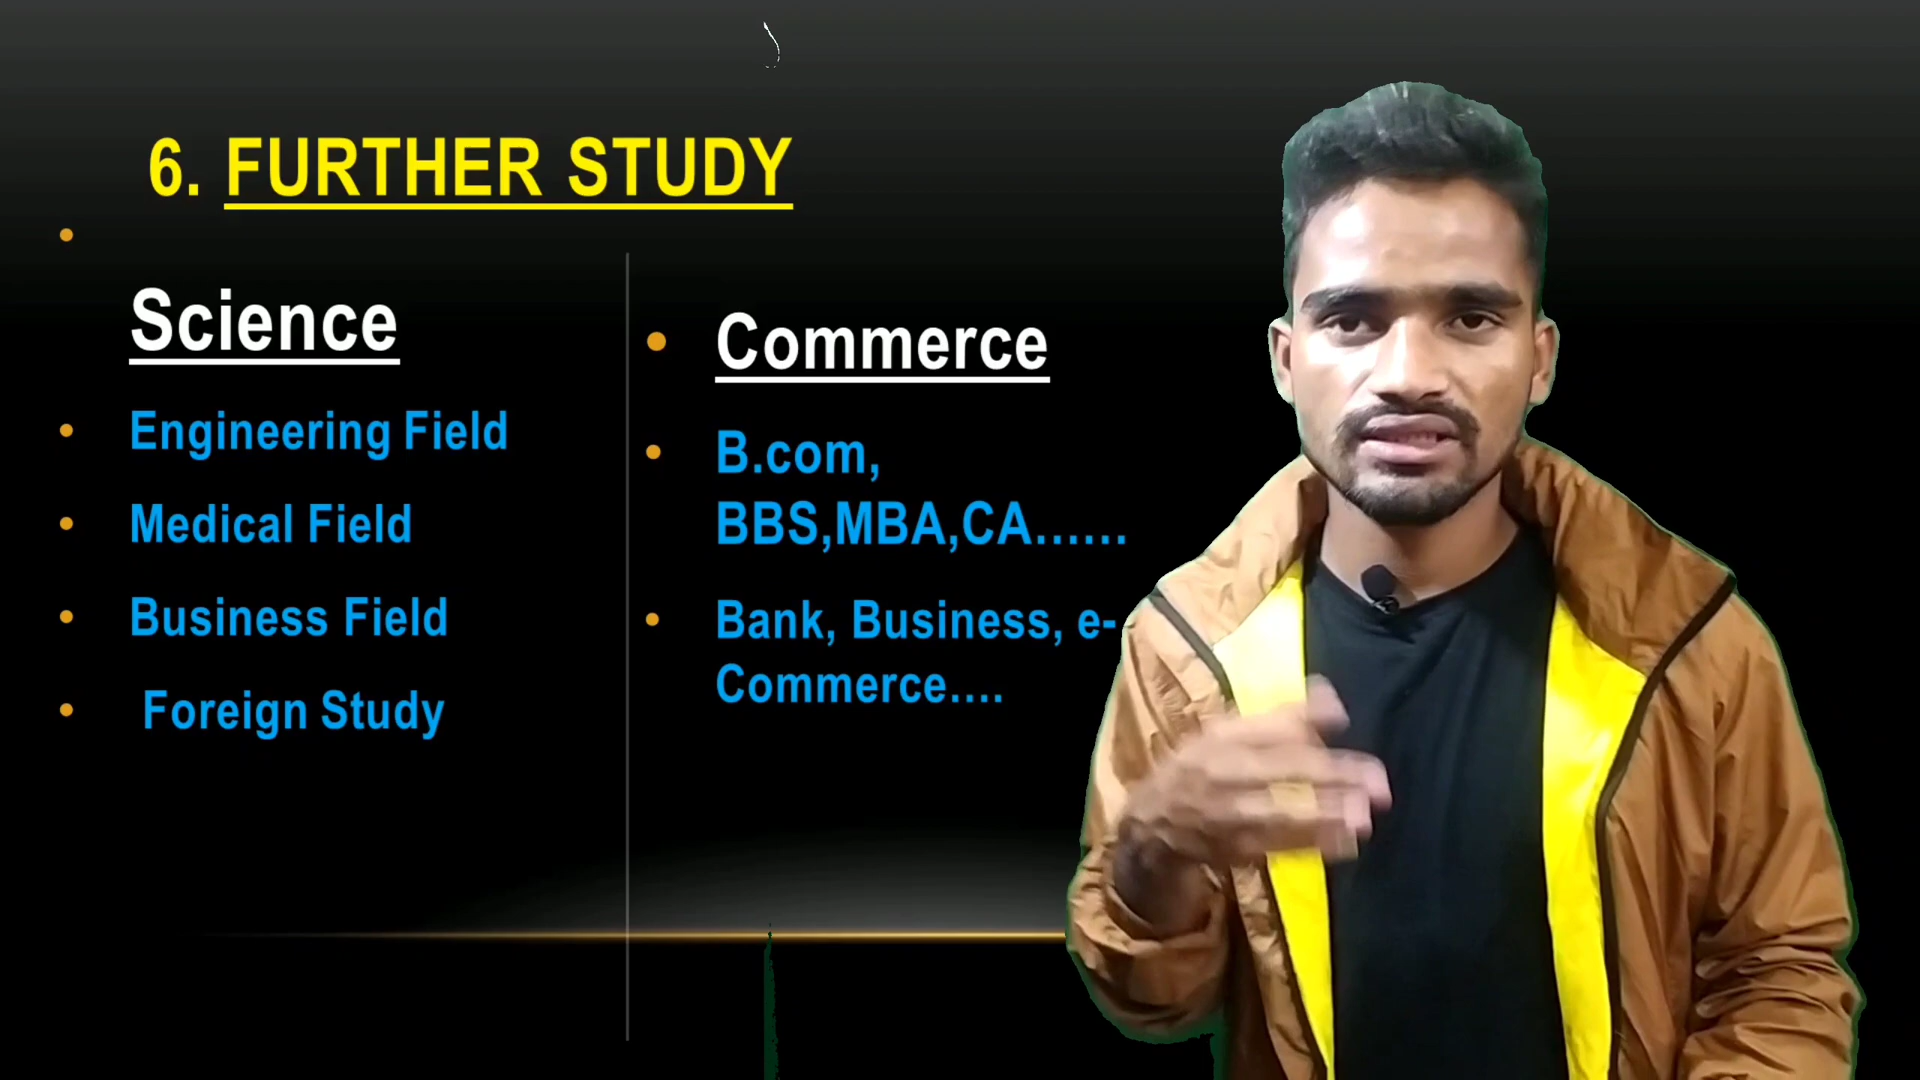 6. FURTHER STUDY
Science
Engineering Field
Medical Field
Business Field
Foreign Study
Commerce
B.com,
BBS,MBA,CA......
Bank, Business, e-
Commerce....